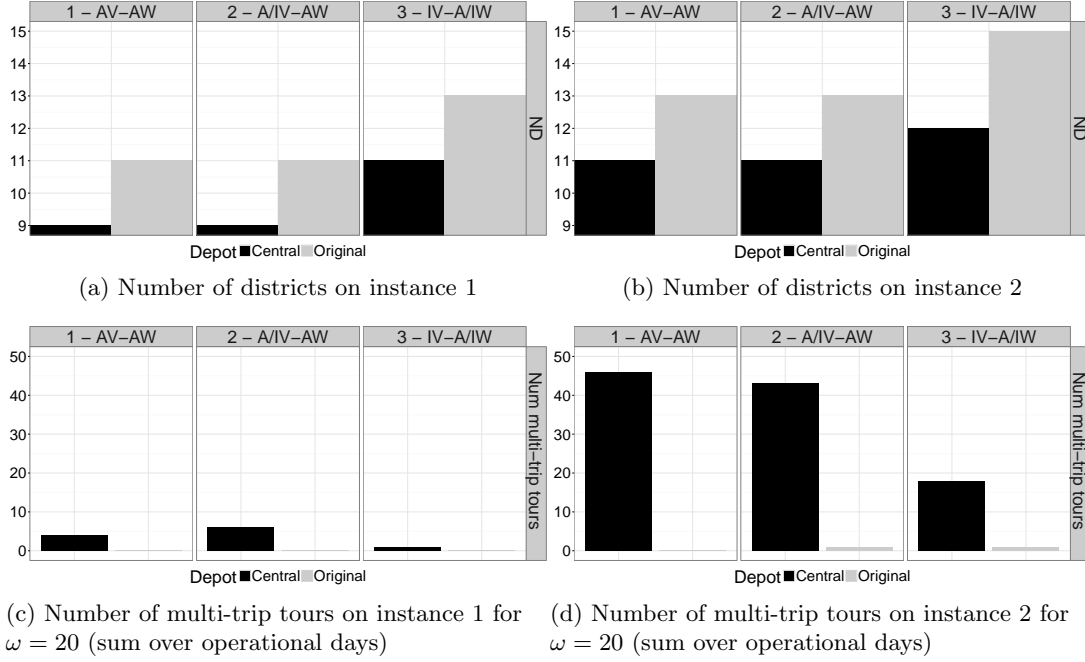 1 − AV−AW 2 − A/IV−AW 3 − IV−A/IW
15
14
13
12
11
10
9
ND
Depot Central Original
(a) Number of districts on instance 1
1 − AV−AW 2 − A/IV−AW 3 − IV−A/IW
15
14
13
12
11
10
9
ND
Depot Central Original
(b) Number of districts on instance 2
1 − AV−AW 2 − A/IV−AW 3 − IV−A/IW
50
40
30
20
10
0
Num multi−trip tours
Depot Central Original
(c) Number of multi-trip tours on instance 1 for
ω = 20 (sum over operational days)
1 − AV−AW 2 − A/IV−AW 3 − IV−A/IW
50
40
30
20
10
0
Num multi−trip tours
Depot Central Original
(d) Number of multi-trip tours on instance 2 for
ω = 20 (sum over operational days)